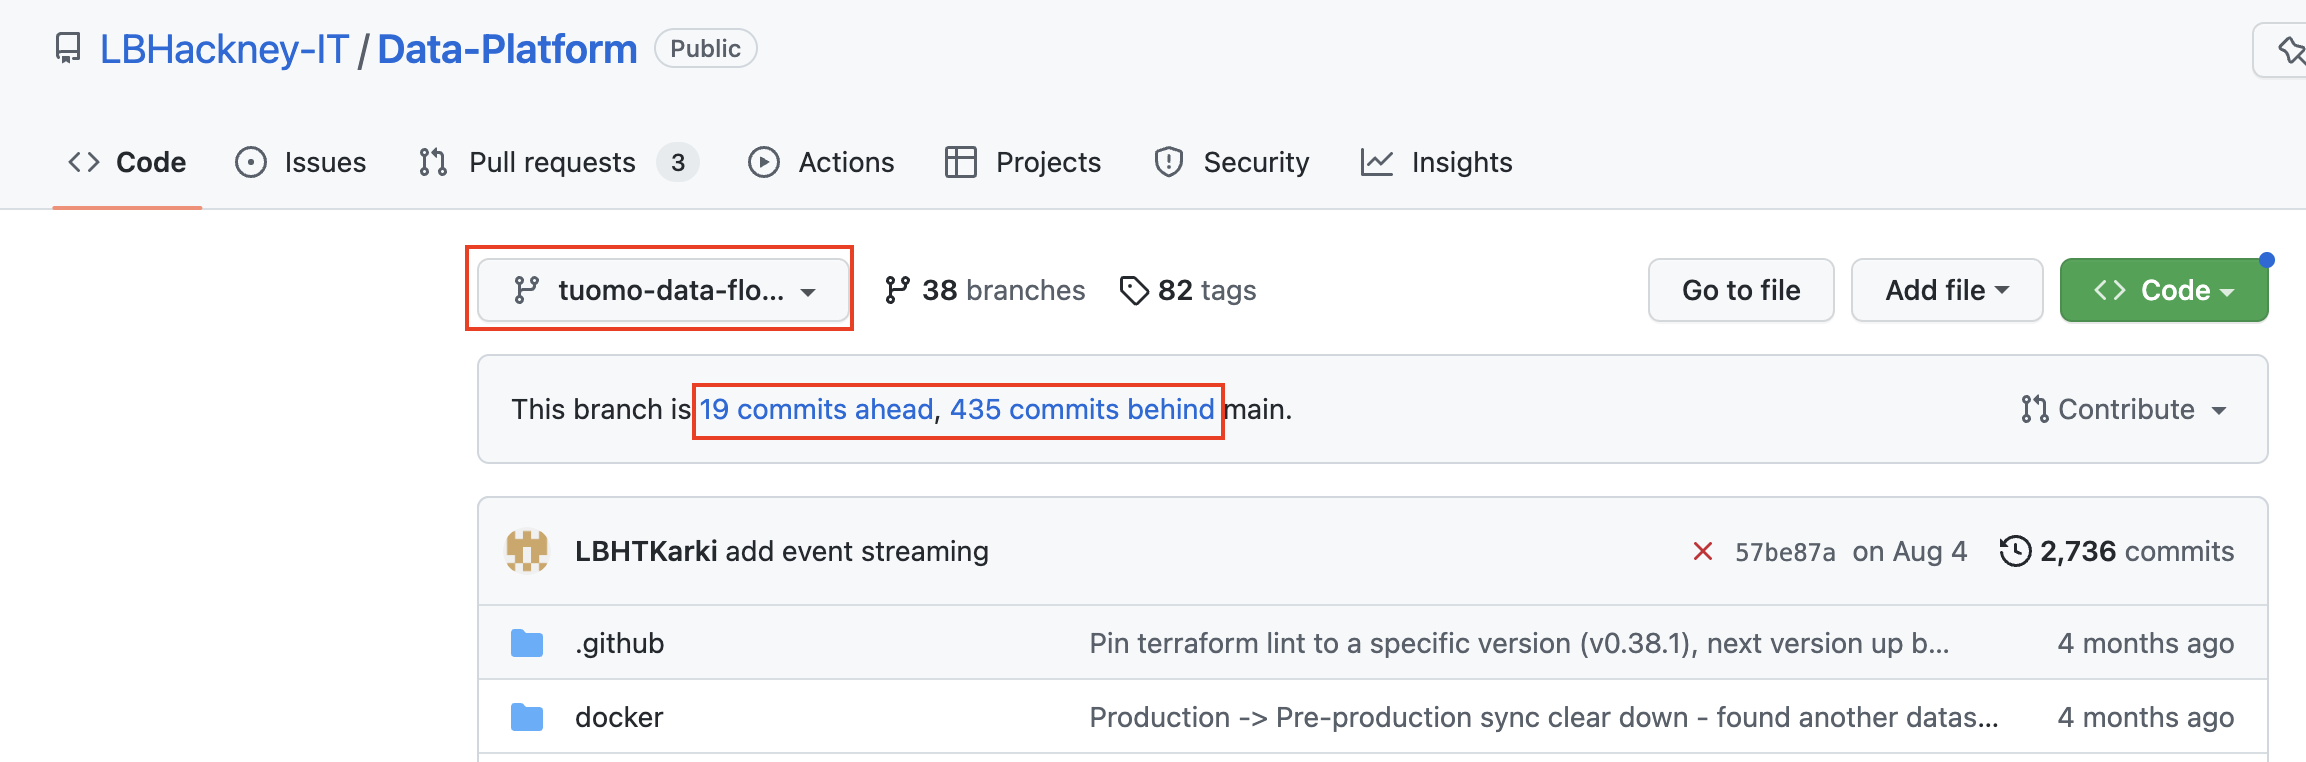 LBHackney-IT / Data-Platform Public
Code Issues Pull requests 3 Actions Projects Security Insights
tuomo-data-flo... 38 branches 82 tags Go to file Add file Code
This branch is 19 commits ahead, 435 commits behind main. Contribute
LBHTKarki add event streaming 57be87a on Aug 4 2,736 commits
.github Pin terraform lint to a specific version (v0.38.1), next version up b... 4 months ago
docker Production -> Pre-production sync clear down - found another datas... 4 months ago